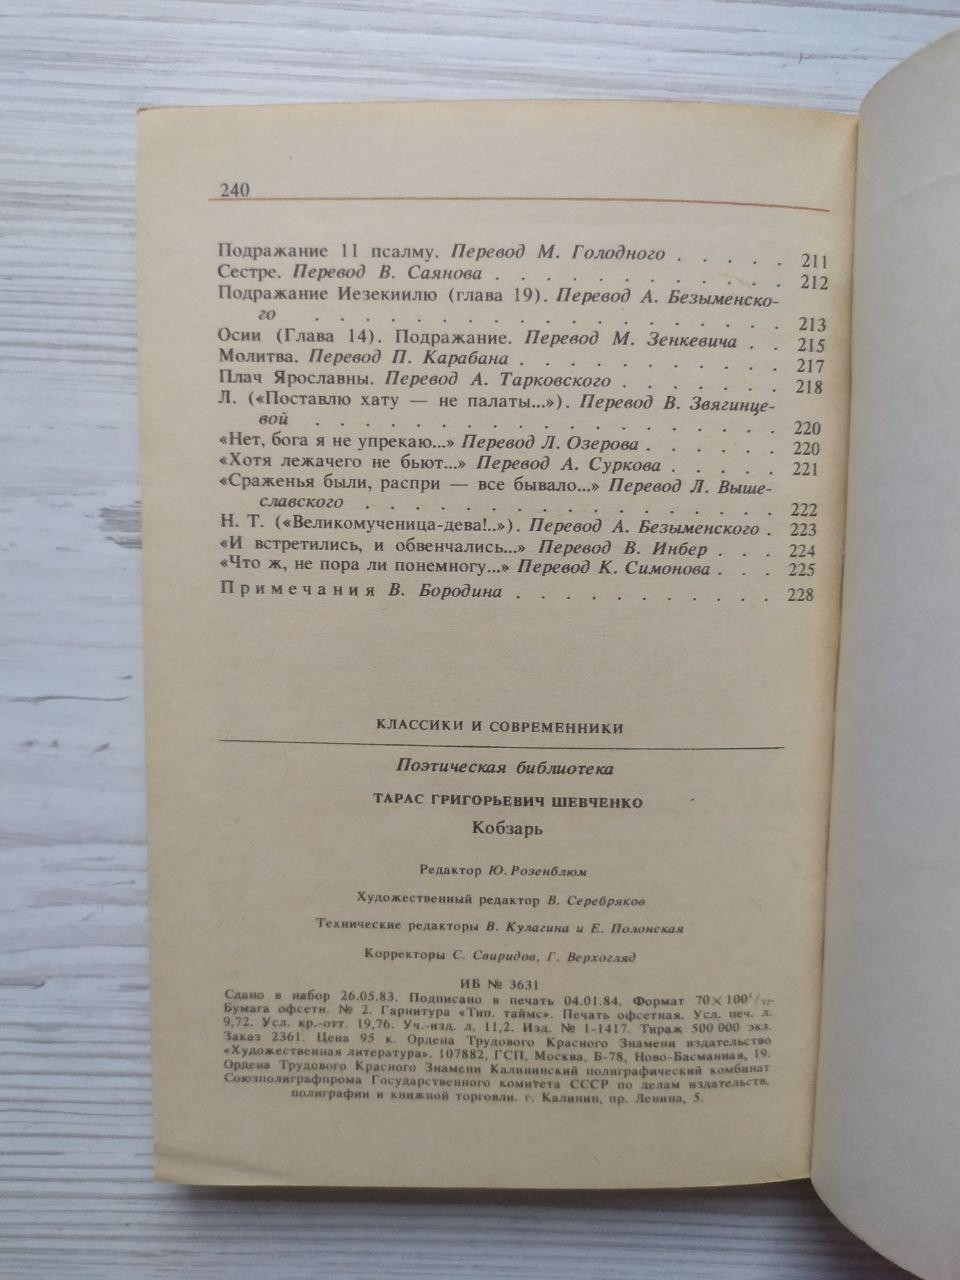 240
Подражание 11 псалму. Перевод М. Голодного . . . . . 211
Сестре. Перевод В. Саянова . . . . . . . . . . . . 212
Подражание Иезекиилю (глава 19). Перевод А. Безыменско-
го . . . . . . . . . . . . . . . . . . . 213
Осии (Глава 14). Подражание. Перевод М. Зенкевича . . 215
Молитва. Перевод П. Карабана . . . . . . . . . . . 217
Плач Ярославны. Перевод А. Тарковского . . . . . . . 218
Л. («Поставлю хату — не палаты...»). Перевод В. Звягинце-
вой . . . . . . . . . . . . . . . . . . . 220
«Нет, бога я не упрекаю...» Перевод Л. Озерова . . . . . . 220
«Хотя лежачего не бьют...» Перевод А. Суркова . . . . . 221
«Сраженья были, распри — все бывало...» Перевод Л. Выше-
славского . . . . . . . . . . . . . . . . . 222
Н. Т. («Великомученица-дева!..»). Перевод А. Безыменского . 223
«И встретились, и обвенчались...» Перевод В. Инбер . . . 224
«Что ж, не пора ли понемногу...» Перевод К. Симонова . . . 225
Примечания В. Бородина . . . . . . . . . . . 228
КЛАССИКИ И СОВРЕМЕННИКИ
Поэтическая библиотека
ТАРАС ГРИГОРЬЕВИЧ ШЕВЧЕНКО
Кобзарь
Редактор Ю. Розенблюм
Художественный редактор В. Серебряков
Технические редакторы В. Кулагина и Е. Полонская
Корректоры С. Свиридов, Г. Верхогляд
ИБ № 3631
Сдано в набор 26.05.83. Подписано в печать 04.01.84. Формат 70×100¹/₃₂.
Бумага офсетн. № 2. Гарнитура «Тип. таймс». Печать офсетная. Усл. печ. л.
9,72. Усл. кр.-отт. 19,76. Уч.-изд. л. 11,2. Изд. № 1-1417. Тираж 500 000 экз.
Заказ 2361. Цена 95 к. Ордена Трудового Красного Знамени издательство
«Художественная литература». 107882, ГСП, Москва, Б-78, Ново-Басманная, 19.
Ордена Трудового Красного Знамени Калининский полиграфический комбинат
Союзполиграфпрома Государственного комитета СССР по делам издательств,
полиграфии и книжной торговли. г. Калинин, пр. Ленина, 5.